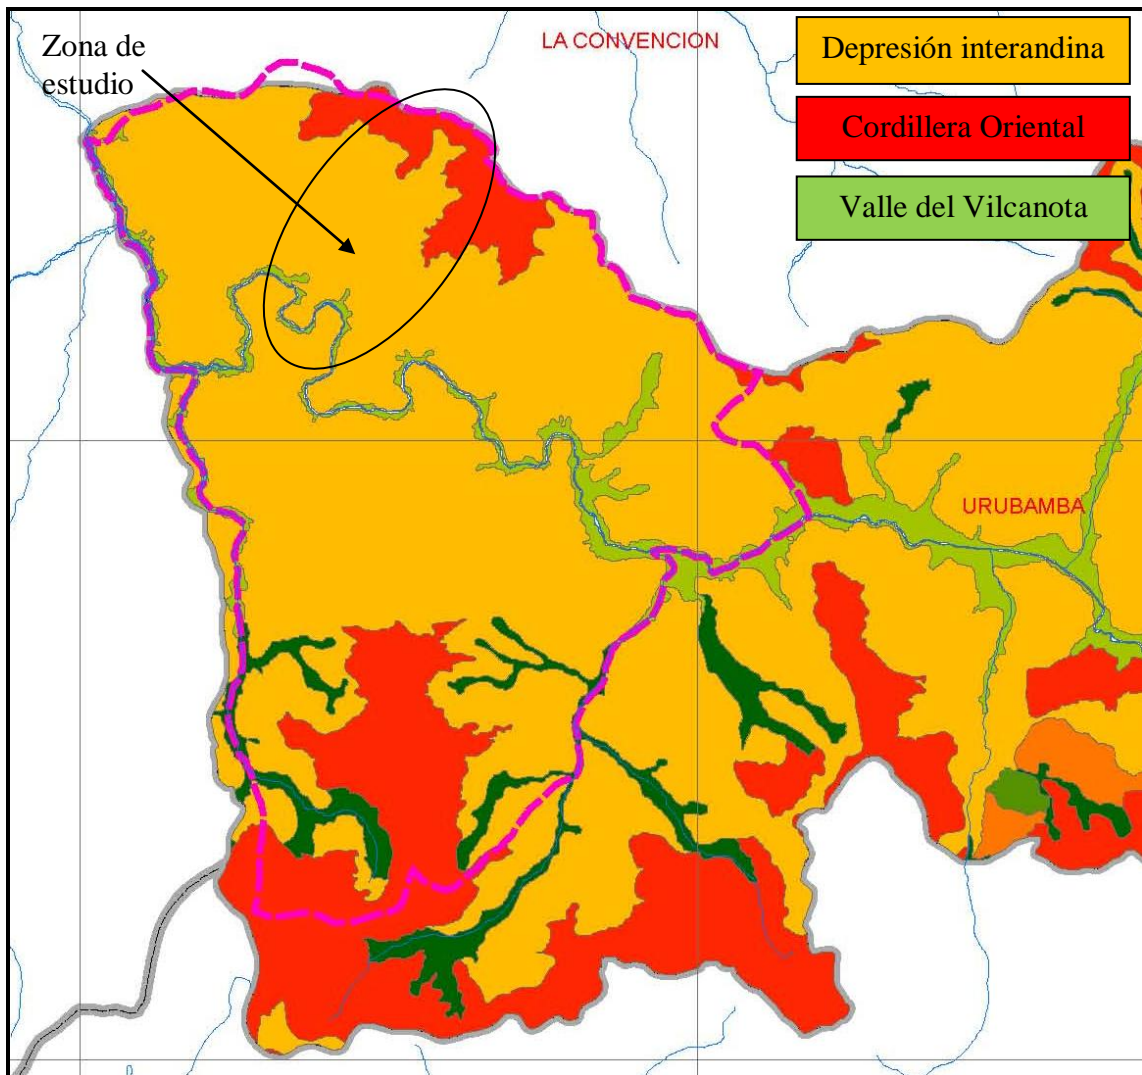 Zona de
estudio
LA CONVENCION
Depresión interandina
Cordillera Oriental
Valle del Vilcanota
URUBAMBA